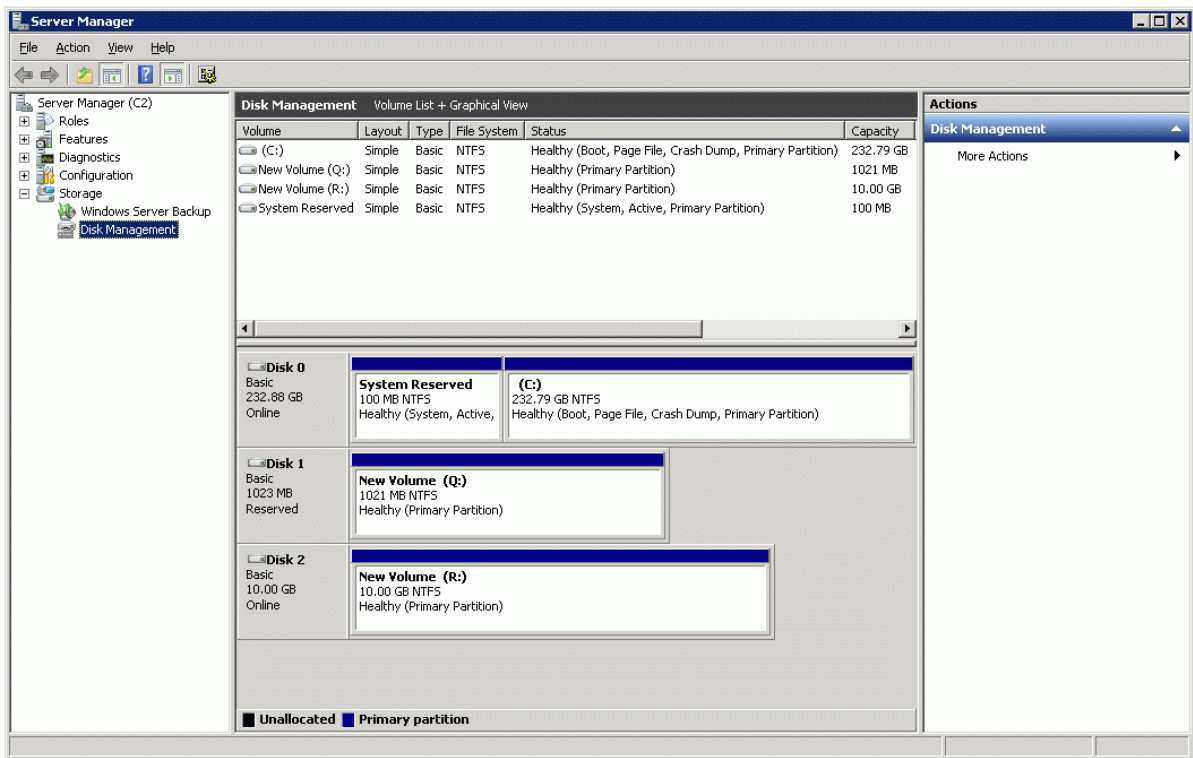 Server Manager
File Action View Help
Server Manager (C2)
Roles
Features
Diagnostics
Configuration
Storage
Windows Server Backup
Disk Management
Disk Management Volume List + Graphical View
Volume Layout Type File System Status Capacity
(C:) Simple Basic NTFS Healthy (Boot, Page File, Crash Dump, Primary Partition) 232.79 GB
New Volume (Q:) Simple Basic NTFS Healthy (Primary Partition) 1021 MB
New Volume (R:) Simple Basic NTFS Healthy (Primary Partition) 10.00 GB
System Reserved Simple Basic NTFS Healthy (System, Active, Primary Partition) 100 MB
Disk 0
Basic
232.88 GB
Online
System Reserved
100 MB NTFS
Healthy (System, Active,
(C:)
232.79 GB NTFS
Healthy (Boot, Page File, Crash Dump, Primary Partition)
Disk 1
Basic
1023 MB
Reserved
New Volume (Q:)
1021 MB NTFS
Healthy (Primary Partition)
Disk 2
Basic
10.00 GB
Online
New Volume (R:)
10.00 GB NTFS
Healthy (Primary Partition)
Unallocated Primary partition
Actions
Disk Management
More Actions